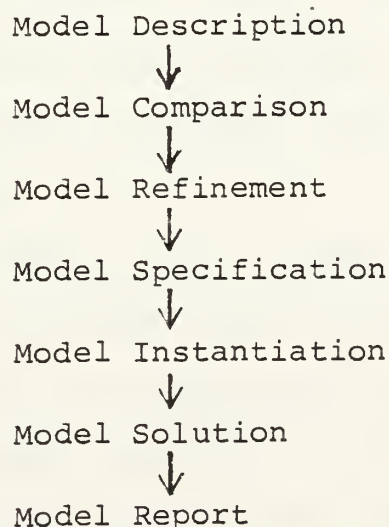 Model Description
Model Comparison
Model Refinement
Model Specification
Model Instantiation
Model Solution
Model Report